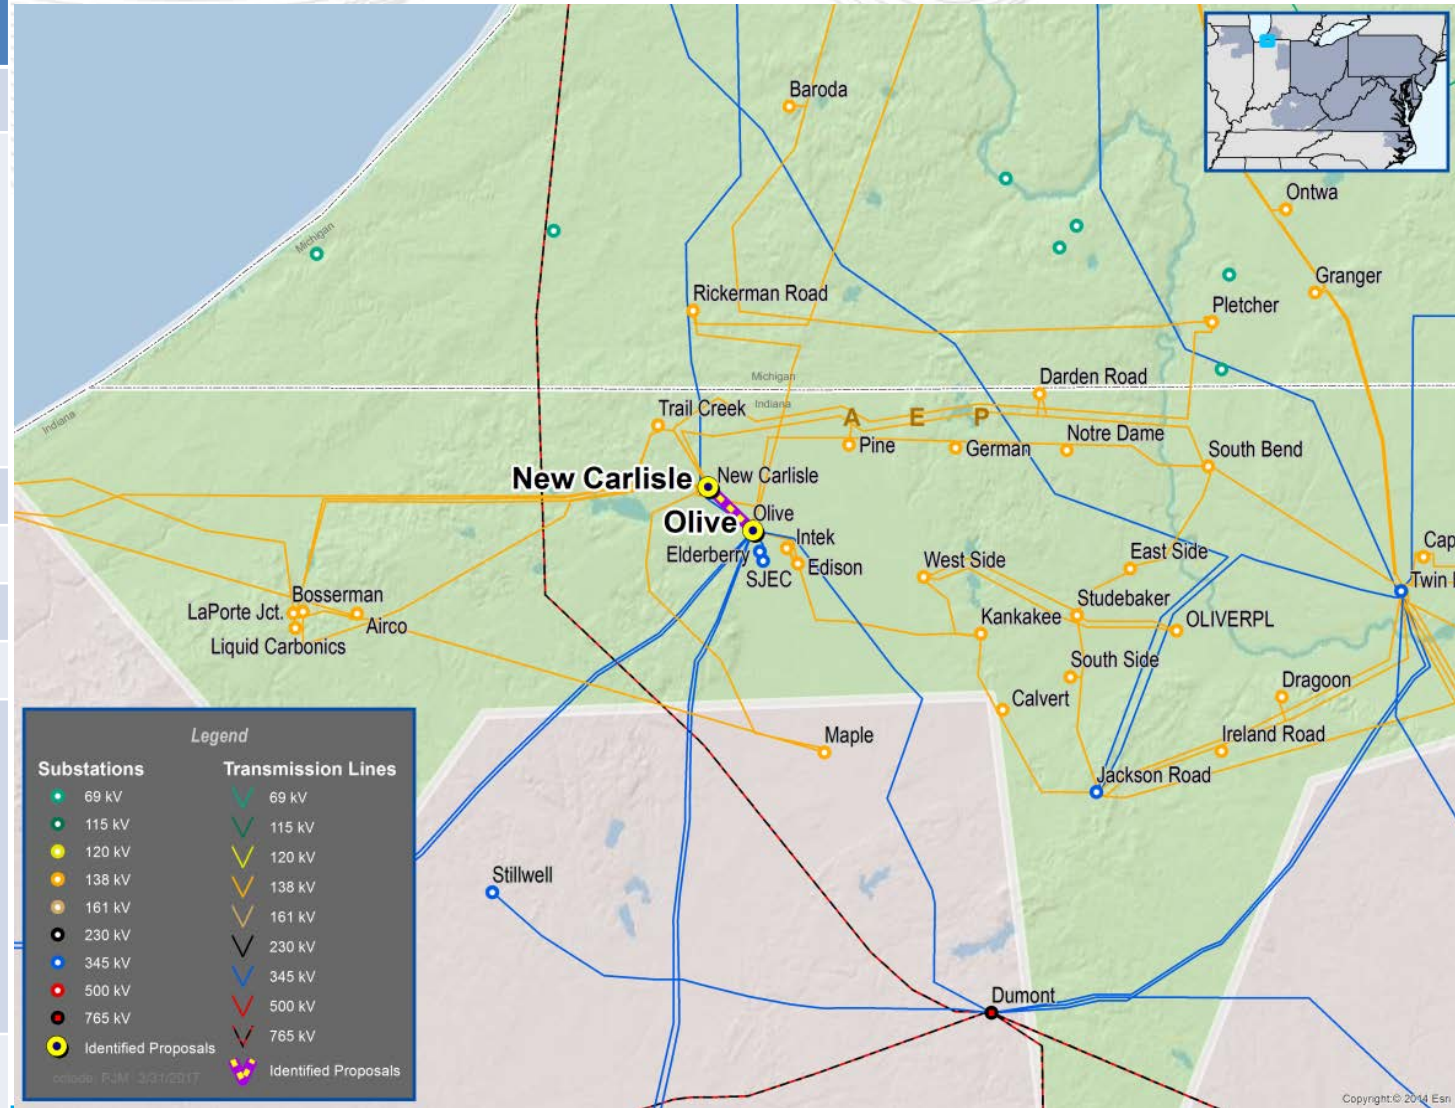 Baroda
Ontwa
Michigan
Granger
Rickerman Road
Pletcher
Michigan
Darden Road
Indiana
Indiana
Trail Creek
A E P
Pine
German
Notre Dame
South Bend
New Carlisle
New Carlisle
Olive
Olive
Intek
Elderberry
Edison
SJEC
West Side
East Side
Cap
Twin
Bosserman
LaPorte Jct.
Airco
Liquid Carbonics
Studebaker
Kankakee
OLIVERPL
South Side
Calvert
Dragoon
Ireland Road
Maple
Jackson Road
Stillwell
Dumont
Legend
Substations
69 kV
115 kV
120 kV
138 kV
161 kV
230 kV
345 kV
500 kV
765 kV
Identified Proposals
Transmission Lines
69 kV
115 kV
120 kV
138 kV
161 kV
230 kV
345 kV
500 kV
765 kV
Identified Proposals
PJM 3/31/2017
Copyright:© 2014 Esri